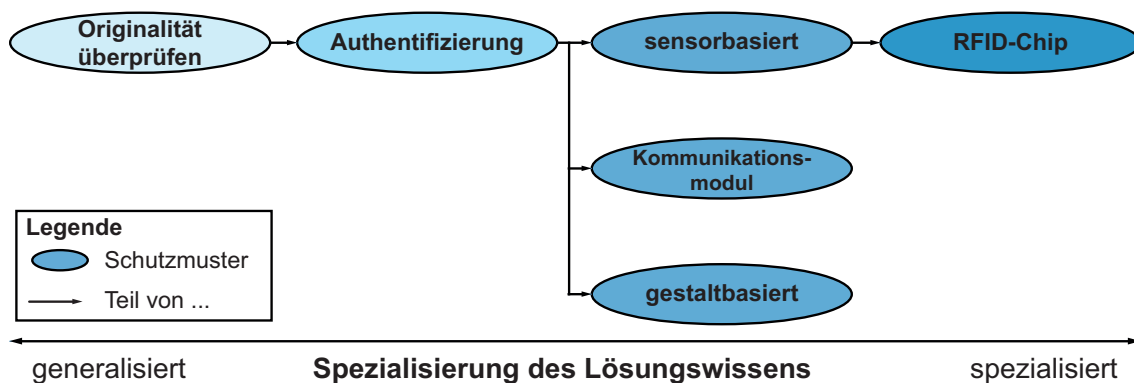 Originalität
überprüfen
Authentifizierung
sensorbasiert
RFID-Chip
Kommunikations-
modul
gestaltbasiert
Legende
Schutzmuster
Teil von ...
generalisiert
Spezialisierung des Lösungswissens
spezialisiert